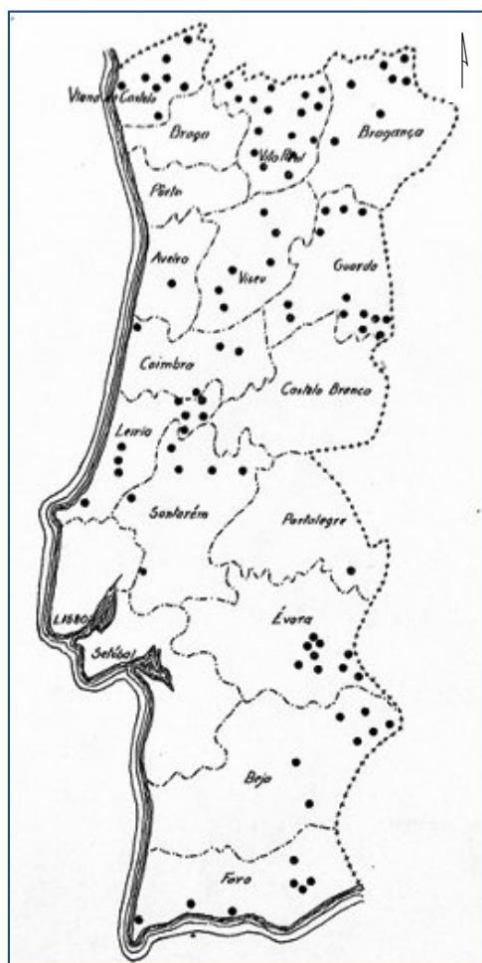 Viana do Castelo
Braga
Vila Real
Bragança
Pôrto
Aveiro
Viseu
Guarda
Coimbra
Castelo Branco
Leiria
Santarém
Portalegre
LISBOA
Setúbal
Évora
Beja
Faro